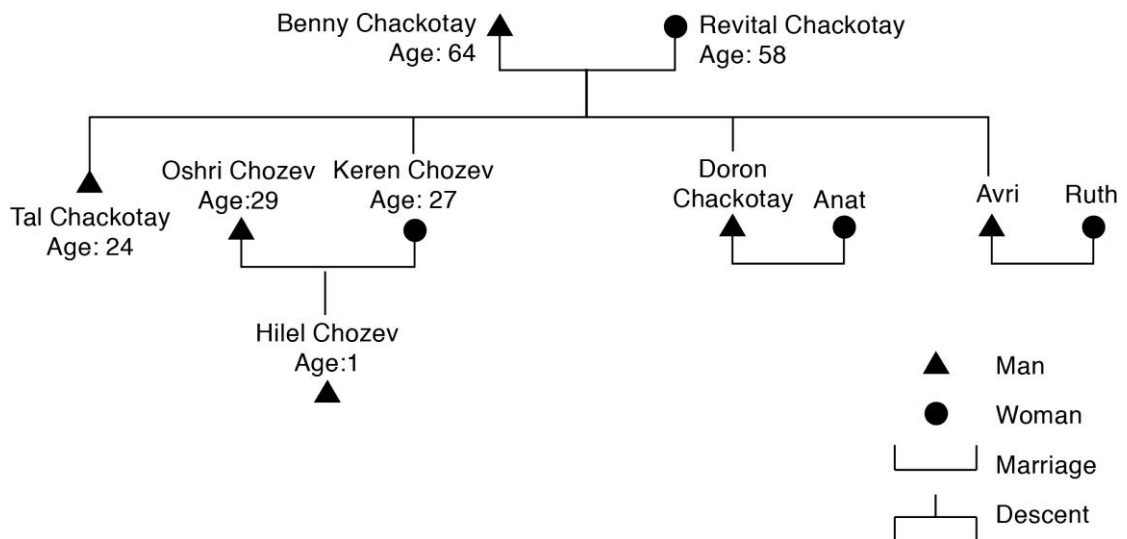 Benny Chackotay
Age: 64
Revital Chackotay
Age: 58
Tal Chackotay
Age: 24
Oshri Chozev
Age:29
Keren Chozev
Age: 27
Doron
Chackotay
Anat
Avri
Ruth
Hilel Chozev
Age:1
Man
Woman
Marriage
Descent